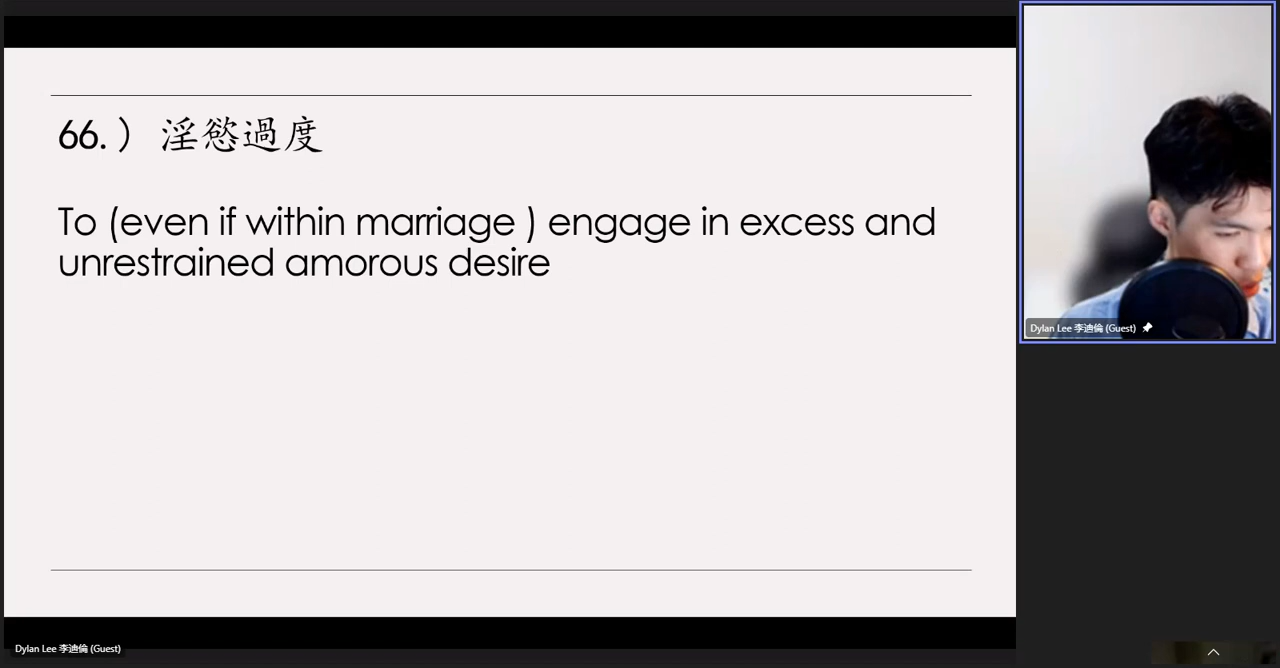 66.） 淫慾過度
To (even if within marriage ) engage in excess and
unrestrained amorous desire
Dylan Lee 李迪倫 (Guest)
Dylan Lee 李迪倫 (Guest)